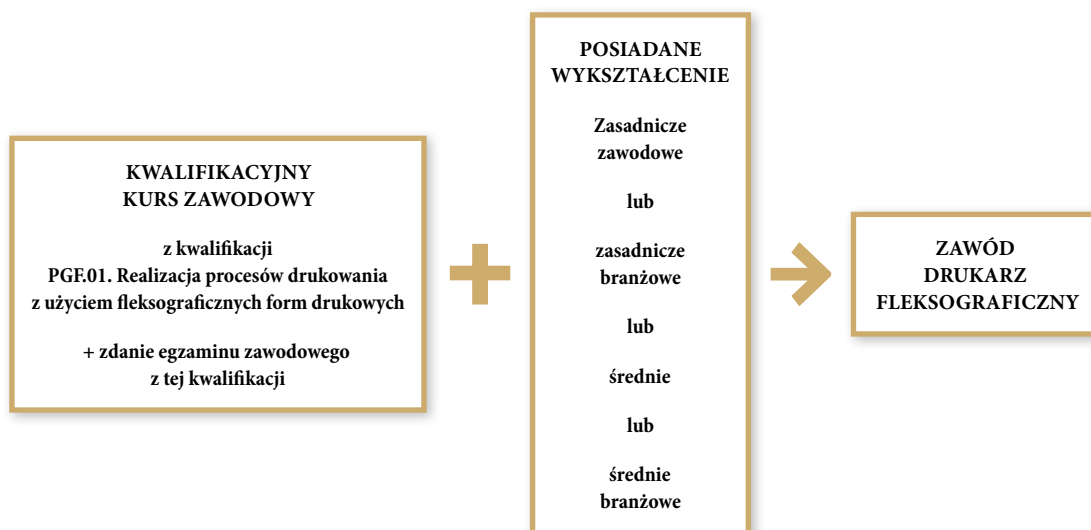 KWALIFIKACYJNY
KURS ZAWODOWY
z kwalifikacji
PGF.01. Realizacja procesów drukowania
z użyciem fleksograficznych form drukowych
+ zdanie egzaminu zawodowego
z tej kwalifikacji
POSIADANE
WYKSZTAŁCENIE
Zasadnicze
zawodowe
lub
zasadnicze
branżowe
lub
średnie
lub
średnie
branżowe
ZAWÓD
DRUKARZ
FLEKSOGRAFICZNY